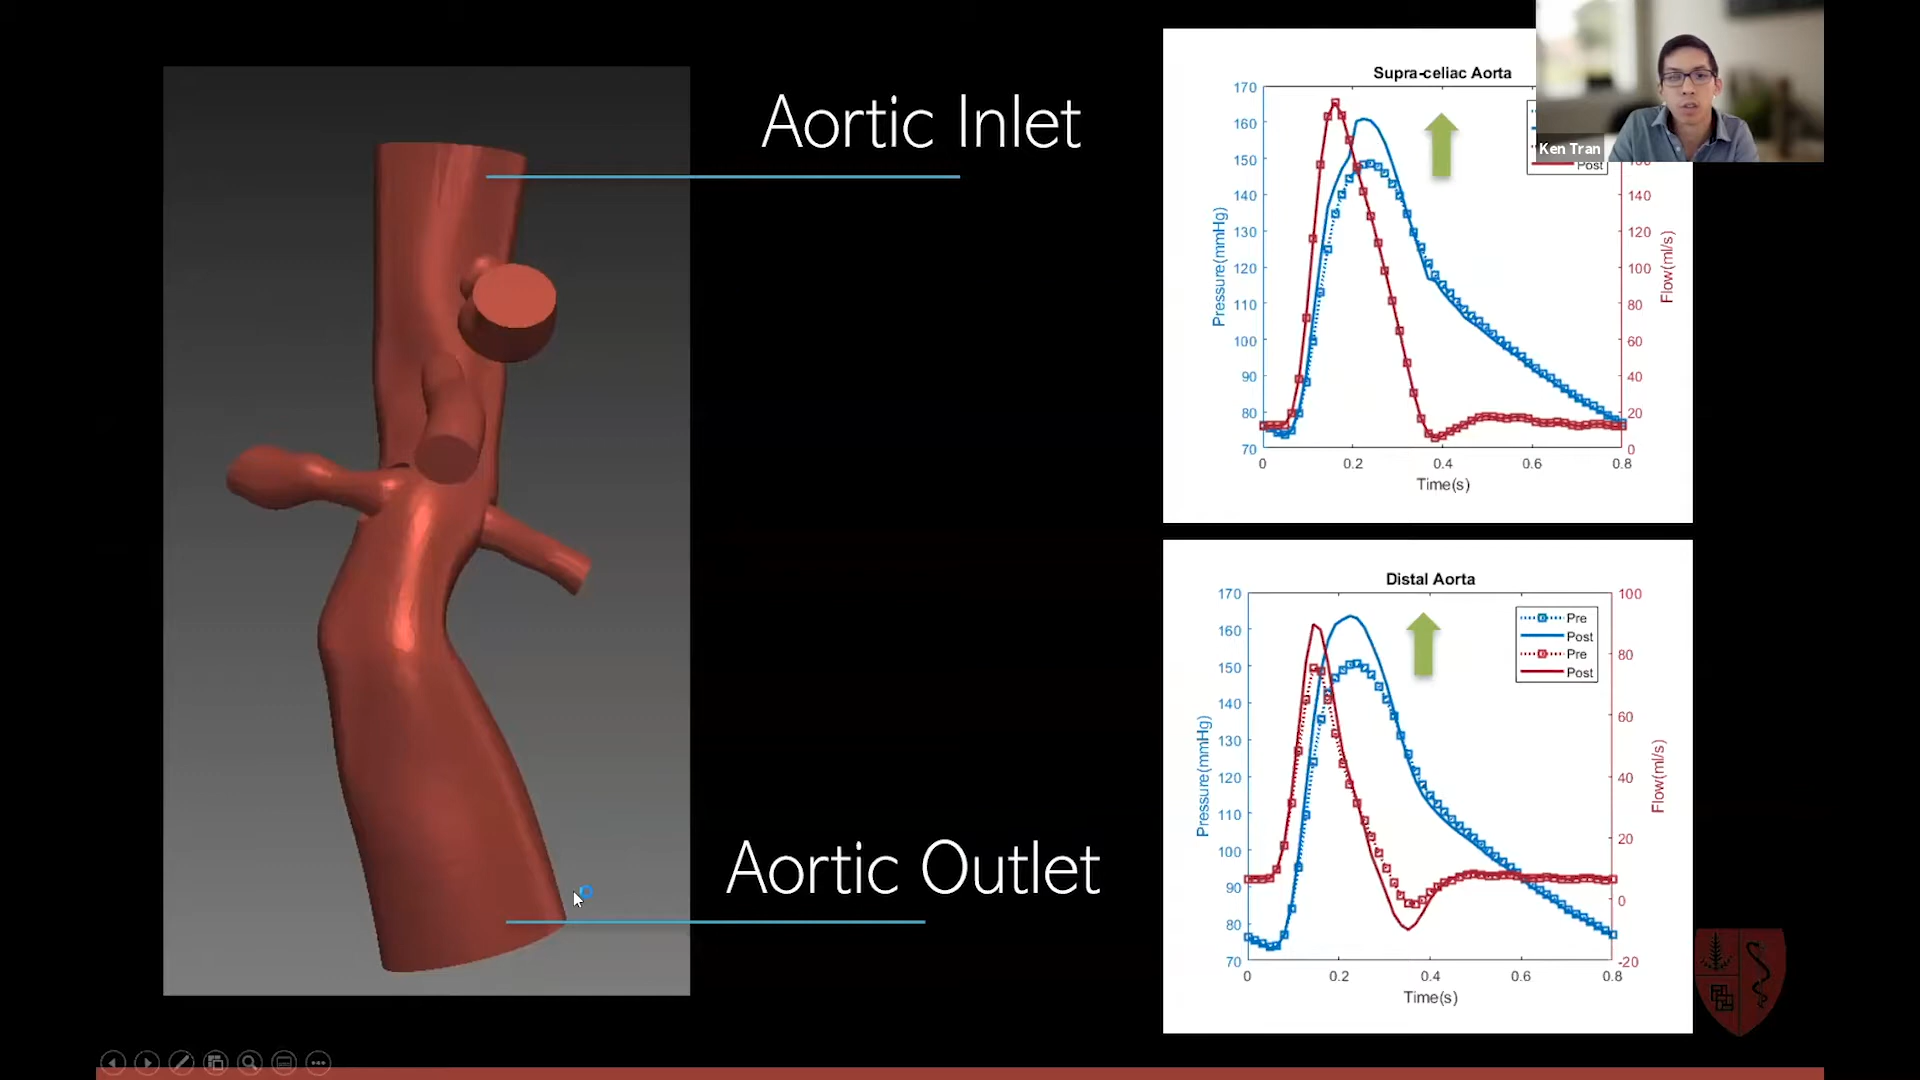 Aortic Inlet
Aortic Outlet
Supra-celiac Aorta
170
160
150
140
130
120
110
100
90
80
70
Pressure(mmHg)
0
0.2
0.4
0.6
0.8
Time(s)
140
120
100
80
60
40
20
0
Flow(ml/s)
Post
Ken Tran
Distal Aorta
170
160
150
140
130
120
110
100
90
80
70
Pressure(mmHg)
0
0.2
0.4
0.6
0.8
Time(s)
100
80
60
40
20
0
-20
Flow(ml/s)
Pre
Post
Pre
Post